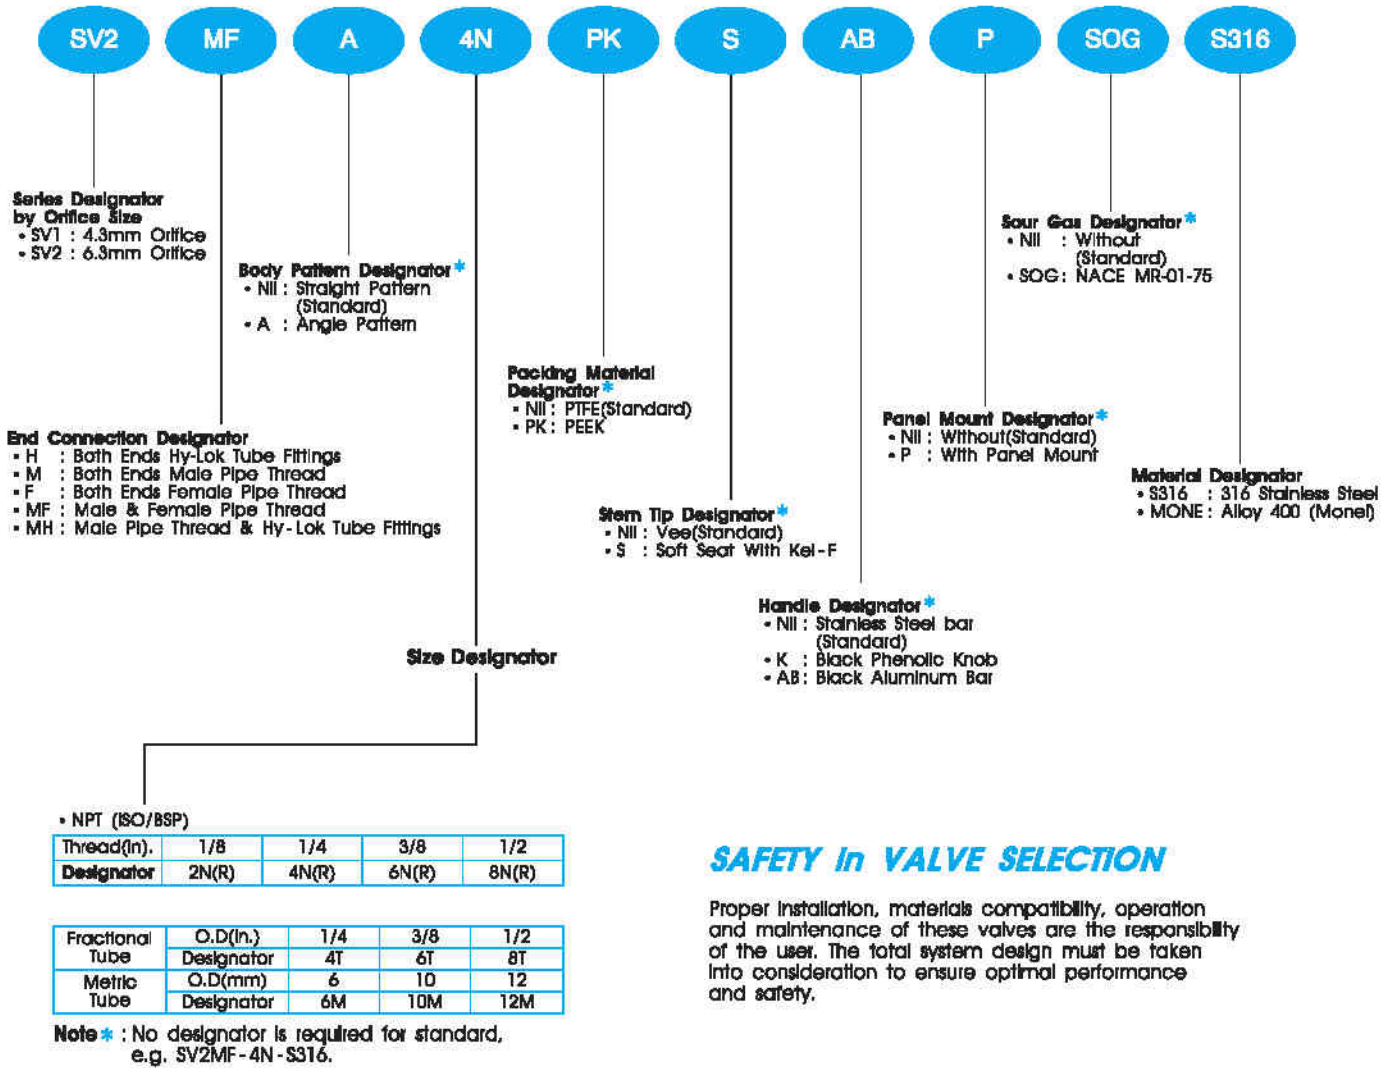 SV2 MF A 4N PK S AB P SOG S316
Series Designator
by Orifice Size
• SV1 : 4.3mm Orifice
• SV2 : 6.3mm Orifice
Sour Gas Designator*
• Nil : Without
(Standard)
• SOG : NACE MR-01-75
Body Pattern Designator*
• Nil : Straight Pattern
(Standard)
• A : Angle Pattern
Packing Material
Designator*
• Nil : PTFE(Standard)
• PK : PEEK
Panel Mount Designator*
• Nil : Without(Standard)
• P : With Panel Mount
End Connection Designator
• H : Both Ends Hy-Lok Tube Fittings
• M : Both Ends Male Pipe Thread
• F : Both Ends Female Pipe Thread
• MF : Male & Female Pipe Thread
• MH : Male Pipe Thread & Hy-Lok Tube Fittings
Material Designator
• S316 : 316 Stainless Steel
• MONE : Alloy 400 (Monel)
Stem Tip Designator*
• Nil : Vee(Standard)
• S : Soft Seat With Kel-F
Handle Designator*
• Nil : Stainless Steel bar
(Standard)
• K : Black Phenolic Knob
• AB : Black Aluminum Bar
Size Designator
• NPT (ISO/BSP)
Thread(in). 1/8 1/4 3/8 1/2
Designator 2N(R) 4N(R) 6N(R) 8N(R)
Fractional Tube O.D(in.) 1/4 3/8 1/2
Designator 4T 6T 8T
Metric Tube O.D(mm) 6 10 12
Designator 6M 10M 12M
Note * : No designator is required for standard,
e.g. SV2MF-4N-S316.
SAFETY in VALVE SELECTION
Proper installation, materials compatibility, operation
and maintenance of these valves are the responsibility
of the user. The total system design must be taken
into consideration to ensure optimal performance
and safety.